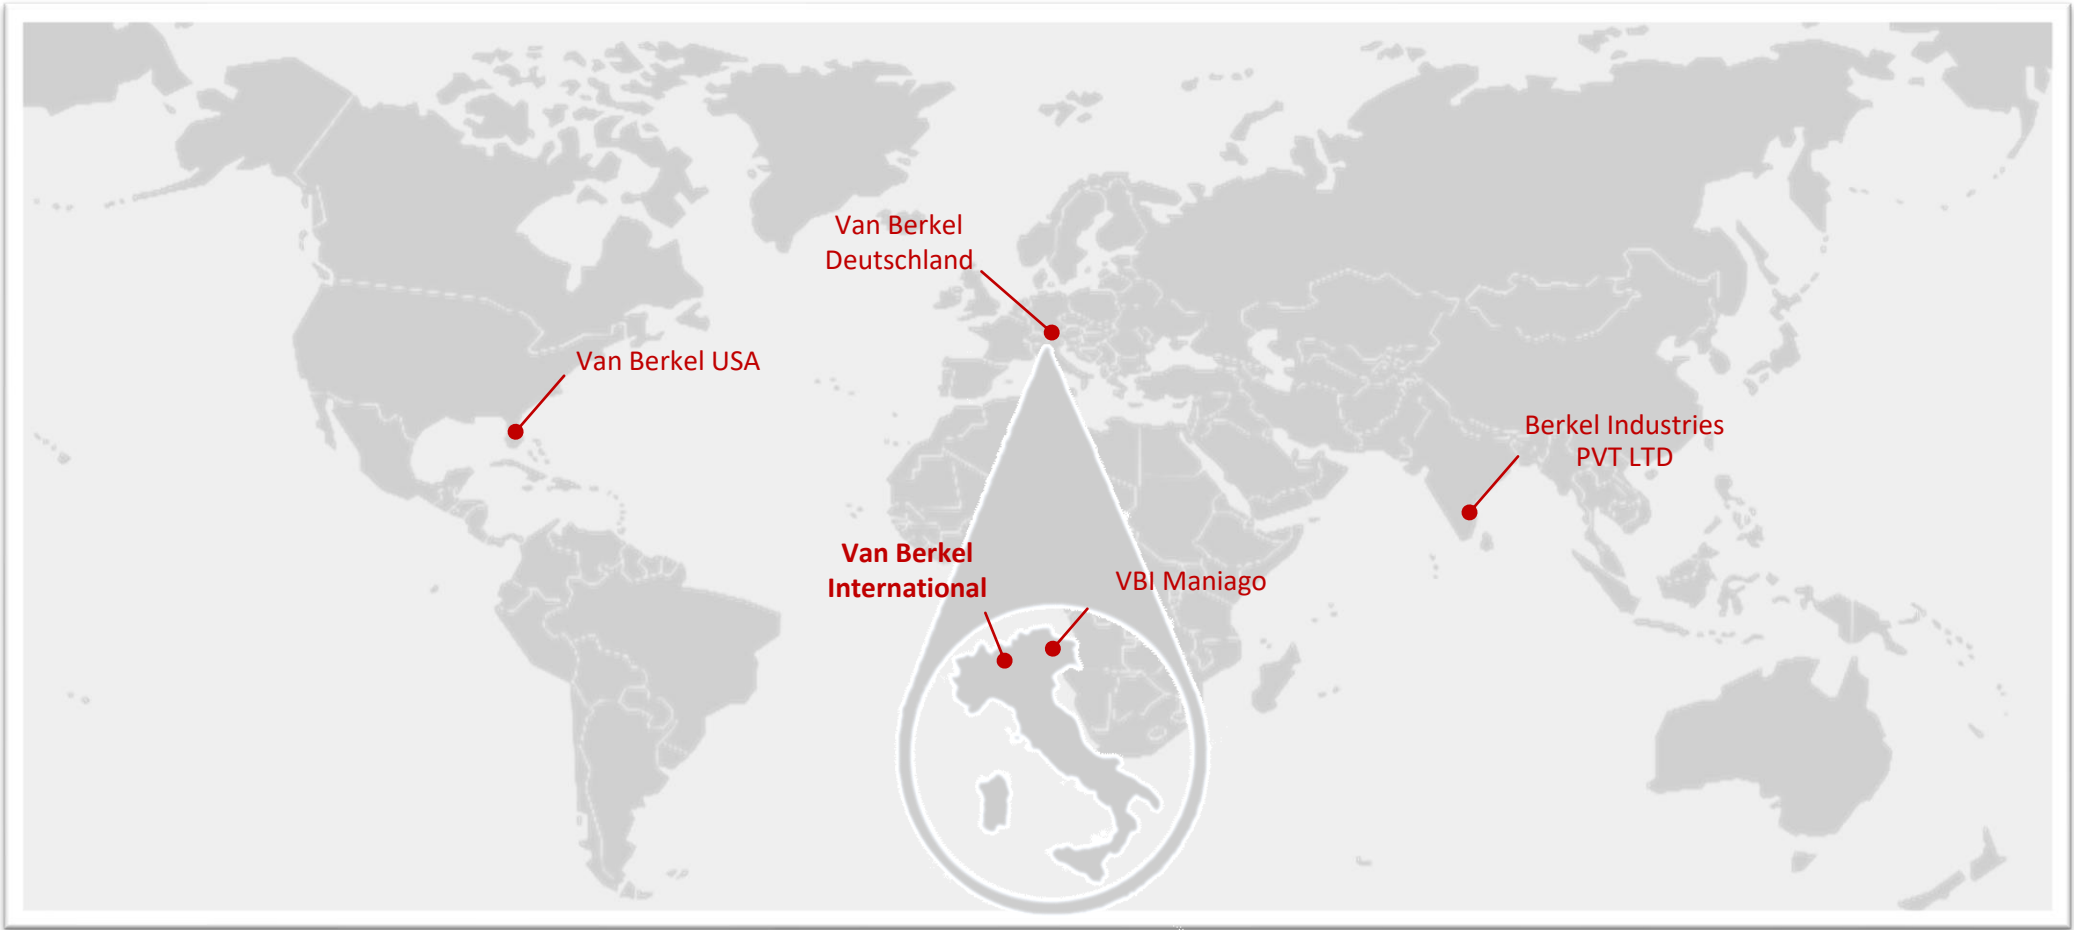 Van Berkel
Deutschland
Van Berkel USA
Berkel Industries
PVT LTD
Van Berkel
International
VBI Maniago